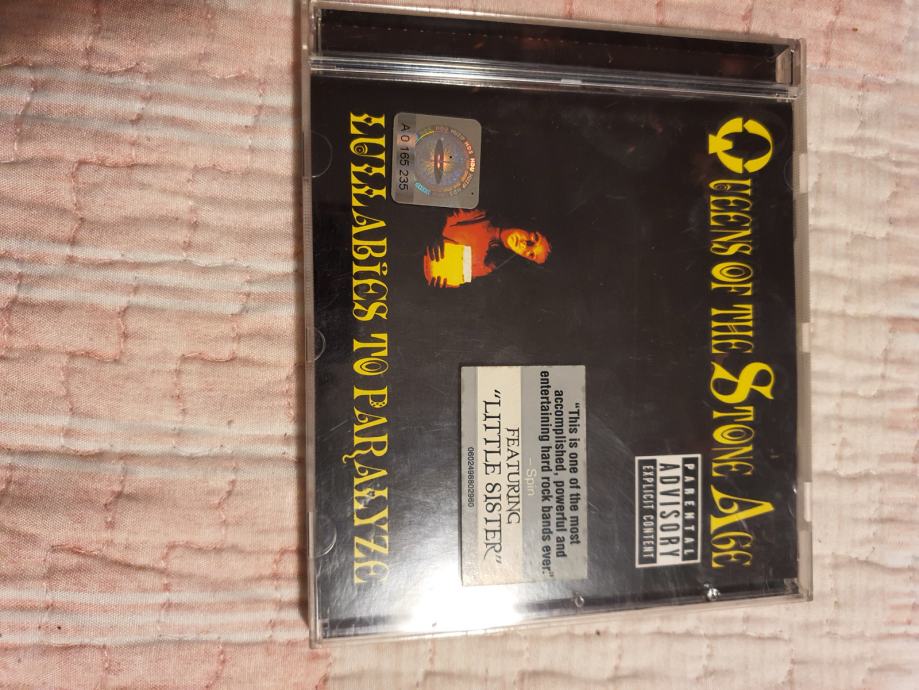 QUEENS OF THE STONE AGE
PARENTAL
ADVISORY
EXPLICIT CONTENT
"This is one of the most
accomplished, powerful and
entertaining hard rock bands ever."
– Spin
FEATURING
"LITTLE SISTER"
0602498802960
A 0 165 235
LULLABIES TO PARALYZE